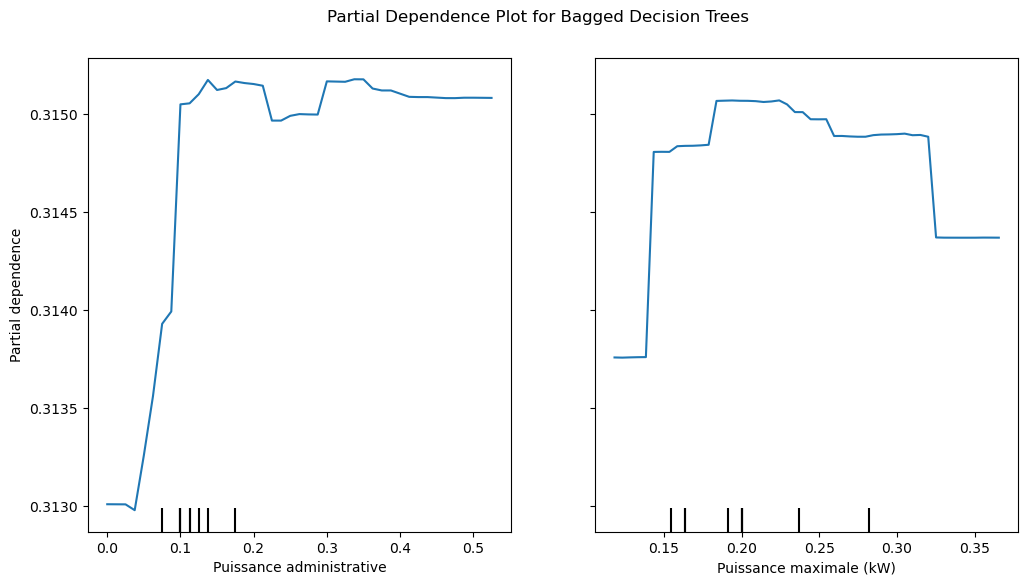 Partial Dependence Plot for Bagged Decision Trees
Partial dependence
0.3150
0.3145
0.3140
0.3135
0.3130
0.0 0.1 0.2 0.3 0.4 0.5
Puissance administrative
0.15 0.20 0.25 0.30 0.35
Puissance maximale (kW)